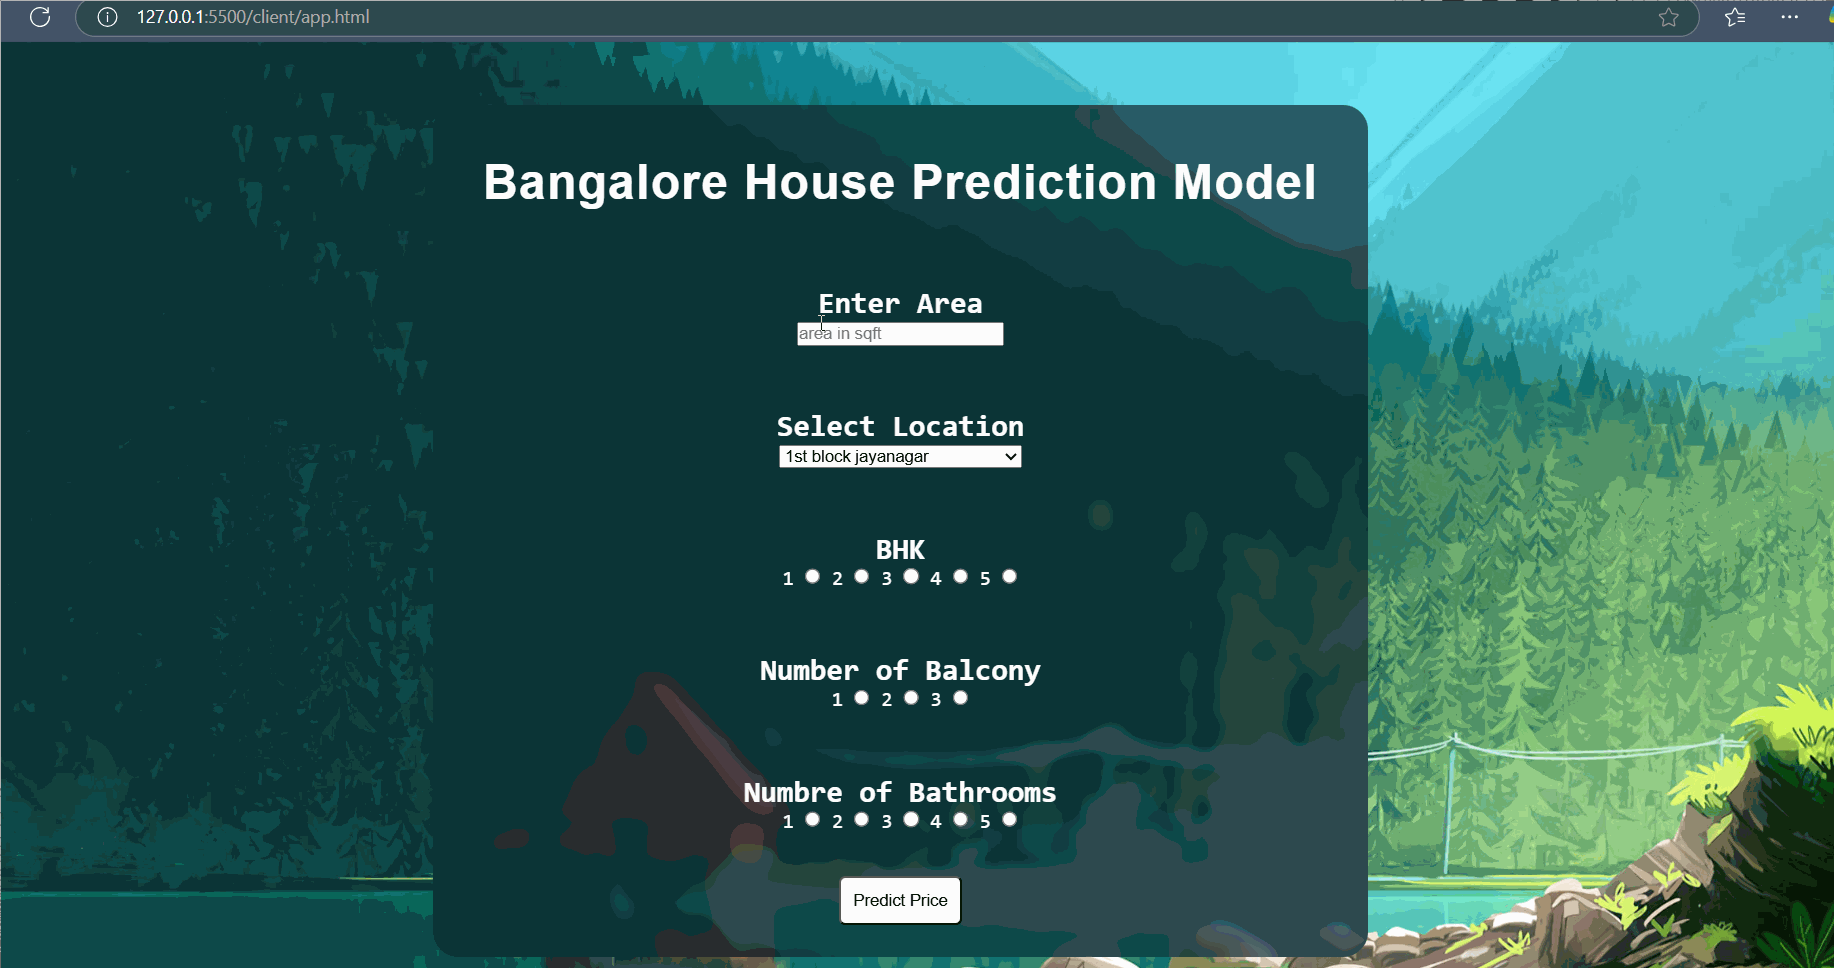 127.0.0.1:5500/client/app.html
Bangalore House Prediction Model
Enter Area
area in sqft
Select Location
1st block jayanagar
BHK
1 2 3 4 5
Number of Balcony
1 2 3
Numbre of Bathrooms
1 2 3 4 5
Predict Price